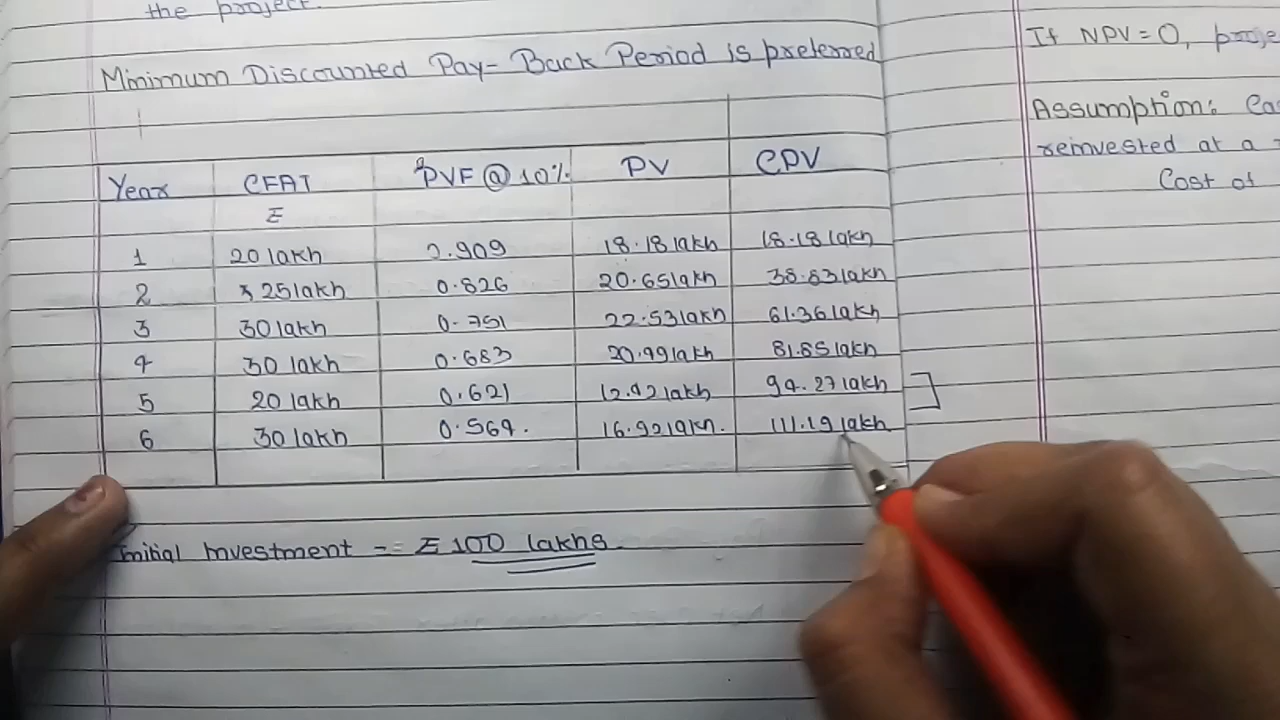 the project.
Minimum Discounted Pay-Back Period is preferred
Year CFAT PVF @ 10% PV CPV
₹
1 20 lakh 0.909 18.18 lakh 18.18 lakh
2 ₹ 25 lakh 0.826 20.65 lakh 38.83 lakh
3 30 lakh 0.751 22.53 lakh 61.36 lakh
4 30 lakh 0.683 20.49 lakh 81.85 lakh
5 20 lakh 0.621 12.42 lakh 94.27 lakh
6 30 lakh 0.564. 16.92 lakh. 111.19 lakh
Initial Investment = ₹ 100 lakhs
If NPV = 0, proje
Assumption: Ca
reinvested at a
Cost of